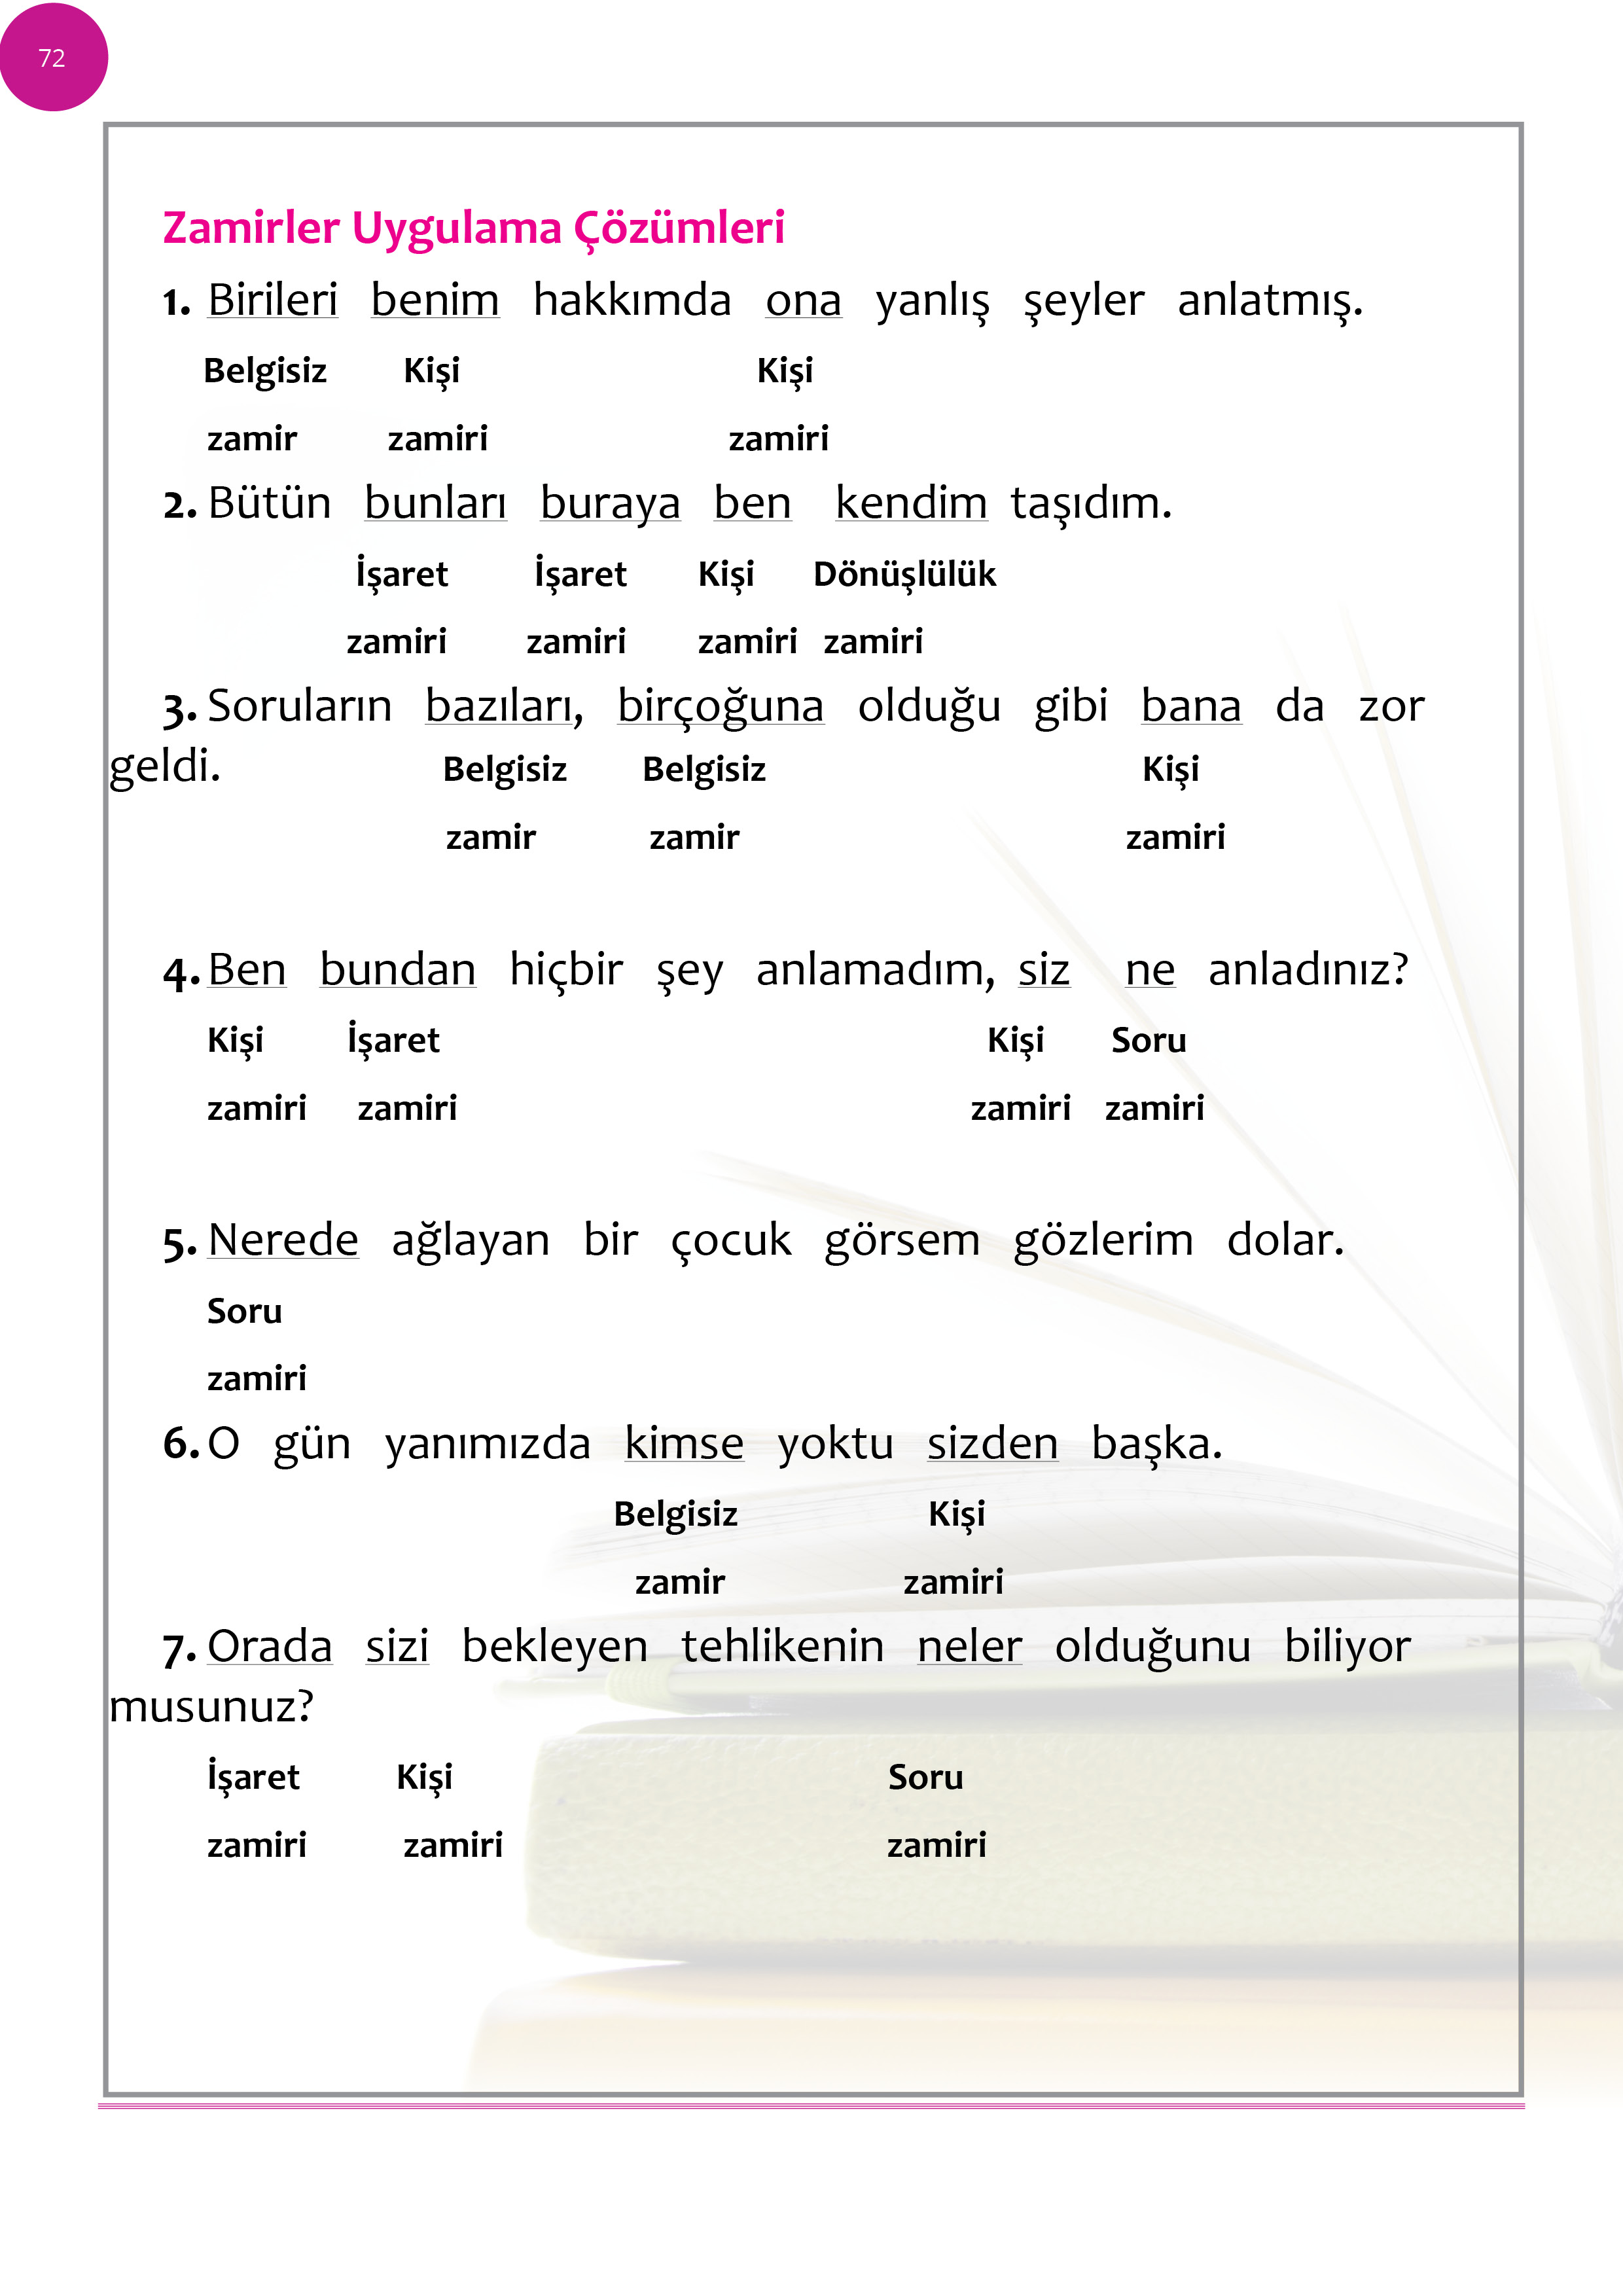 72
Zamirler Uygulama Çözümleri
1. Birileri benim hakkımda ona yanlış şeyler anlatmış.
Belgisiz Kişi Kişi
zamir zamiri zamiri
2. Bütün bunları buraya ben kendim taşıdım.
İşaret İşaret Kişi Dönüşlülük
zamiri zamiri zamiri zamiri
3. Soruların bazıları, birçoğuna olduğu gibi bana da zor
geldi. Belgisiz Belgisiz Kişi
zamir zamir zamiri
4. Ben bundan hiçbir şey anlamadım, siz ne anladınız?
Kişi İşaret Kişi Soru
zamiri zamiri zamiri zamiri
5. Nerede ağlayan bir çocuk görsem gözlerim dolar.
Soru
zamiri
6. O gün yanımızda kimse yoktu sizden başka.
Belgisiz Kişi
zamir zamiri
7. Orada sizi bekleyen tehlikenin neler olduğunu biliyor
musunuz?
İşaret Kişi Soru
zamiri zamiri zamiri